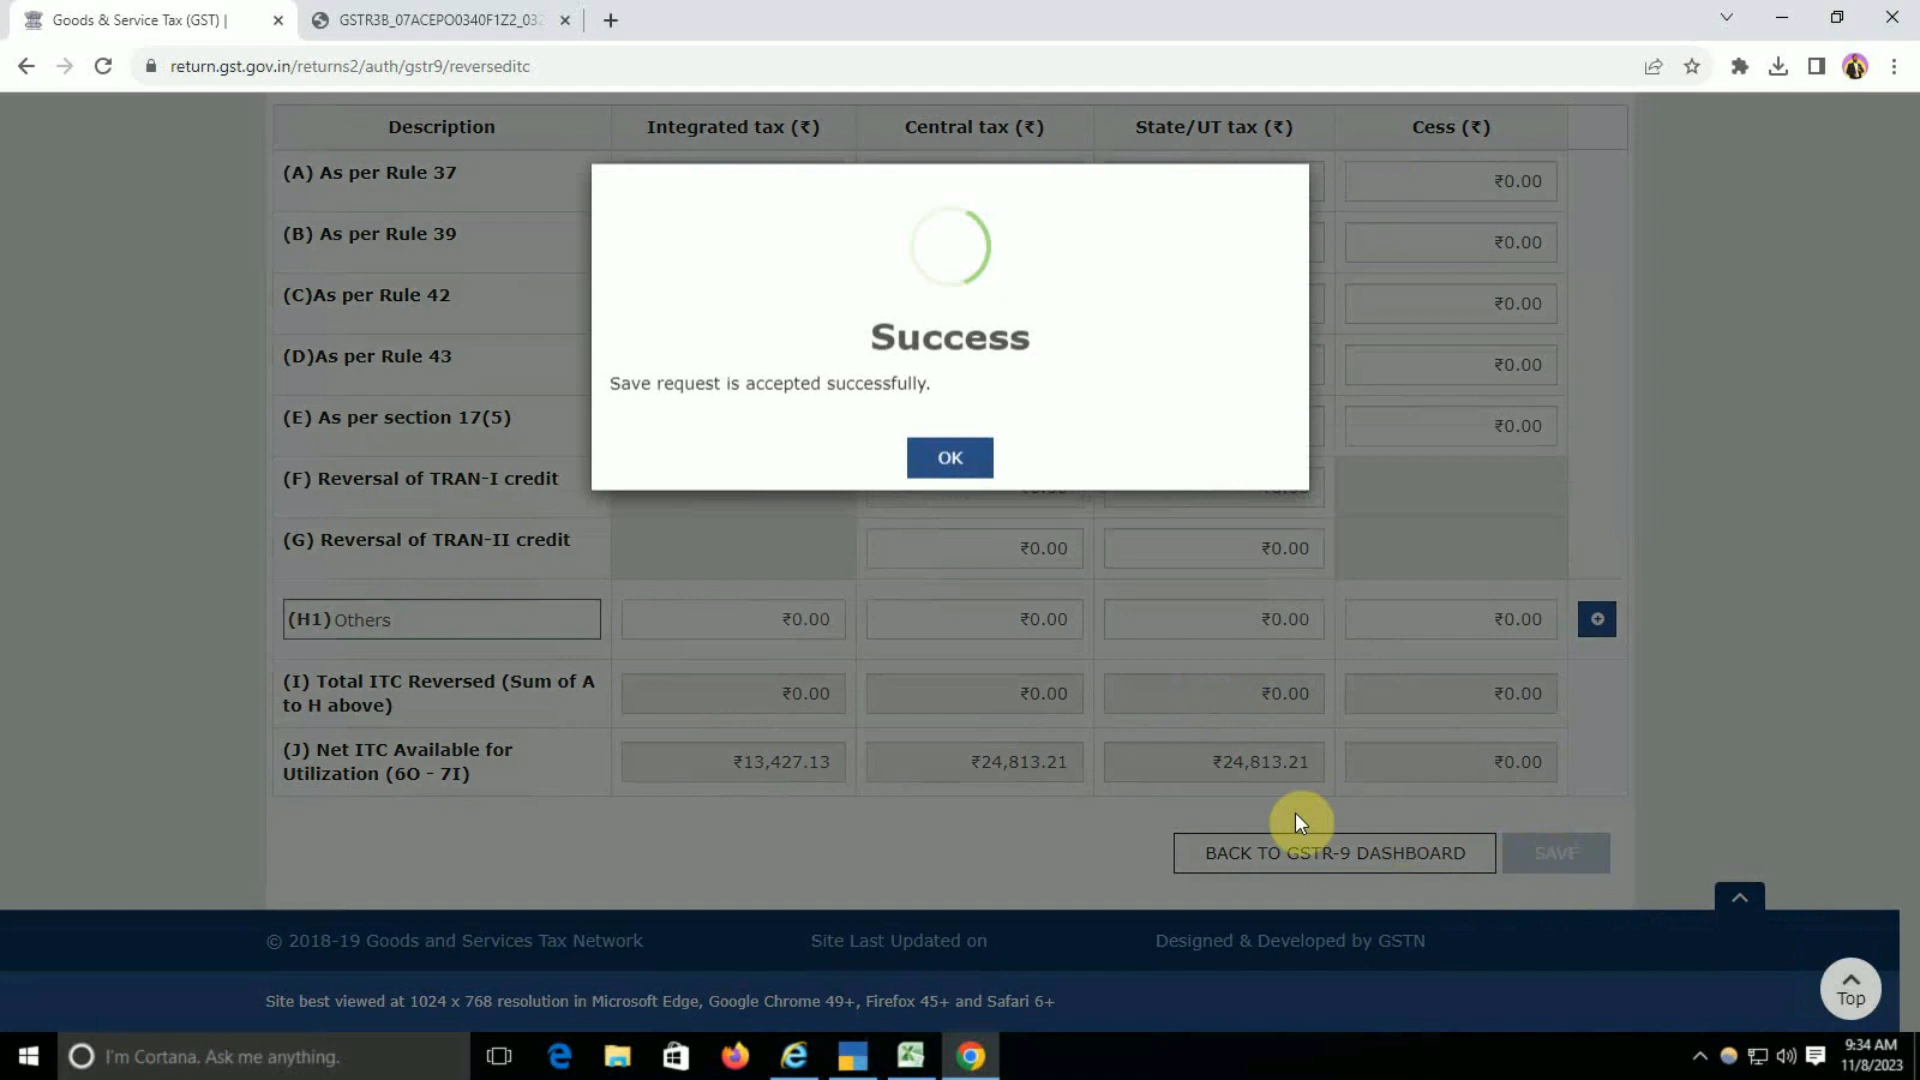 Goods & Service Tax (GST) |
GSTR3B_07ACEPO0340F1Z2_03
return.gst.gov.in/returns2/auth/gstr9/reverseditc
Description Integrated tax (₹) Central tax (₹) State/UT tax (₹) Cess (₹)
(A) As per Rule 37 ₹0.00
(B) As per Rule 39 ₹0.00
(C)As per Rule 42 ₹0.00
(D)As per Rule 43 ₹0.00
(E) As per section 17(5) ₹0.00
Success
Save request is accepted successfully.
OK
(F) Reversal of TRAN-I credit
(G) Reversal of TRAN-II credit ₹0.00 ₹0.00
(H1) Others ₹0.00 ₹0.00 ₹0.00 ₹0.00
(I) Total ITC Reversed (Sum of A
to H above) ₹0.00 ₹0.00 ₹0.00 ₹0.00
(J) Net ITC Available for
Utilization (6O - 7I) ₹13,427.13 ₹24,813.21 ₹24,813.21 ₹0.00
BACK TO GSTR-9 DASHBOARD SAVE
© 2018-19 Goods and Services Tax Network Site Last Updated on Designed & Developed by GSTN
Site best viewed at 1024 x 768 resolution in Microsoft Edge, Google Chrome 49+, Firefox 45+ and Safari 6+
Top
I'm Cortana. Ask me anything.
9:34 AM
11/8/2023